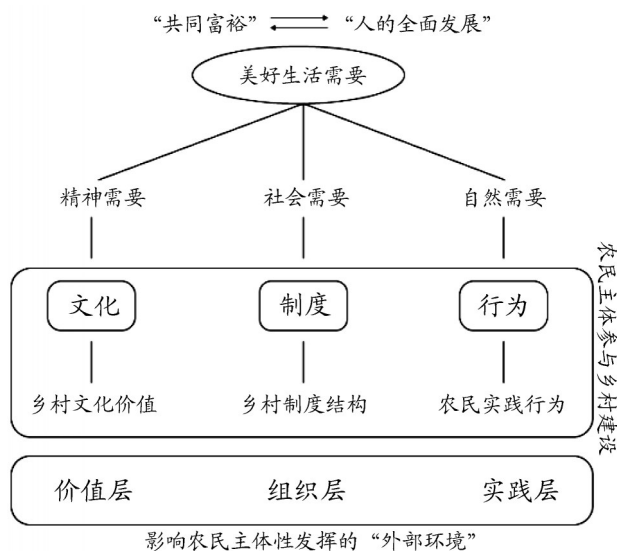 “共同富裕” “人的全面发展”
美好生活需要
精神需要 社会需要 自然需要
文化 制度 行为
乡村文化价值 乡村制度结构 农民实践行为
农民主体参与乡村建设
价值层 组织层 实践层
影响农民主体性发挥的“外部环境”